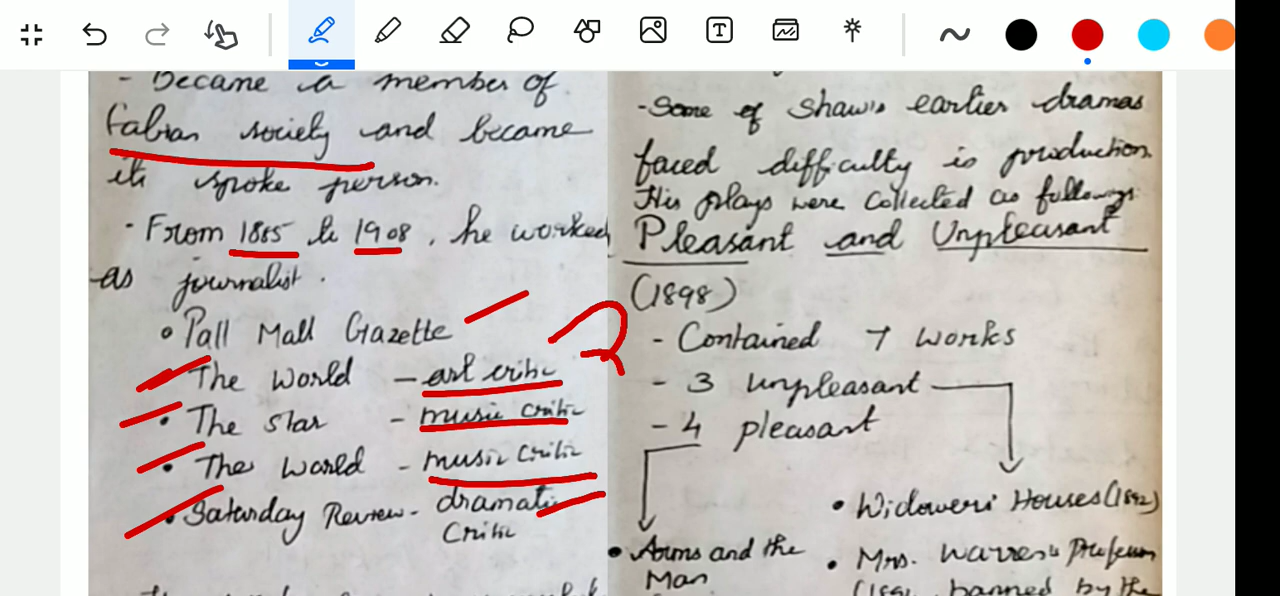 - Became a member of
Fabian society and became
its spoke person.
- From 1885 to 1908, he worked
as journalist.
• Pall Mall Gazette
• The World - art critic
• The Star - music critic
• The World - music critic
• Saturday Review - dramatic
Critic
- Some of Shaw's earlier dramas
faced difficulty in production.
His plays were collected as followings
Pleasant and Unpleasant
(1898)
- Contained 7 works
- 3 unpleasant
- 4 pleasant
• Widowers' Houses (1892)
• Mrs. Warren's Profession
banned by the
• Arms and the
Man